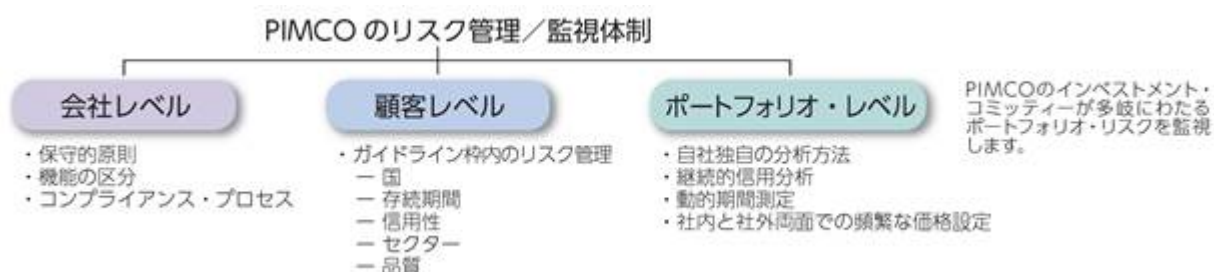 PIMCO のリスク管理／監視体制
会社レベル
・保守的原則
・機能の区分
・コンプライアンス・プロセス
顧客レベル
・ガイドライン枠内のリスク管理
― 国
― 存続期間
― 信用性
― セクター
― 品質
ポートフォリオ・レベル
・自社独自の分析方法
・継続的信用分析
・動的期間測定
・社内と社外両面での頻繁な価格設定
PIMCOのインベストメント・
コミッティーが多岐にわたる
ポートフォリオ・リスクを監視
します。